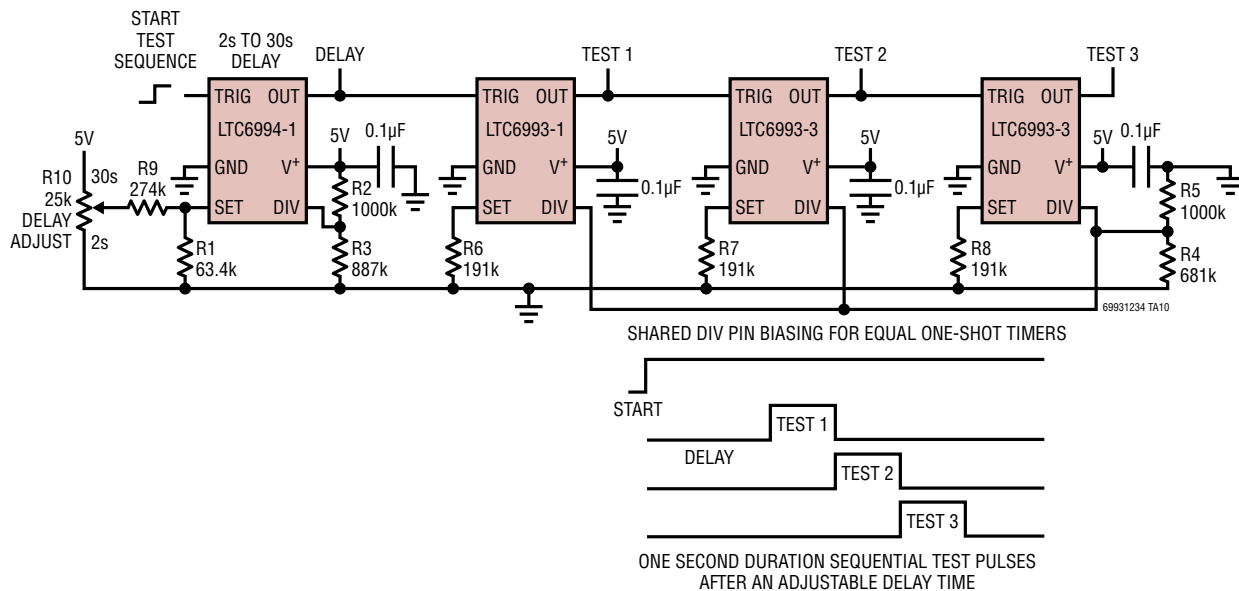 START
TEST
SEQUENCE
2s TO 30s
DELAY
DELAY
TEST 1
TEST 2
TEST 3
TRIG OUT
LTC6994-1
GND V+
SET DIV
TRIG OUT
LTC6993-1
GND V+
SET DIV
TRIG OUT
LTC6993-3
GND V+
SET DIV
TRIG OUT
LTC6993-3
GND V+
SET DIV
5V
R10
25k
DELAY
ADJUST
30s
2s
R9
274k
R1
63.4k
5V
0.1µF
R2
1000k
R3
887k
R6
191k
5V
0.1µF
R7
191k
5V
0.1µF
R8
191k
5V
0.1µF
R5
1000k
R4
681k
69931234 TA10
SHARED DIV PIN BIASING FOR EQUAL ONE-SHOT TIMERS
START
TEST 1
DELAY
TEST 2
TEST 3
ONE SECOND DURATION SEQUENTIAL TEST PULSES
AFTER AN ADJUSTABLE DELAY TIME